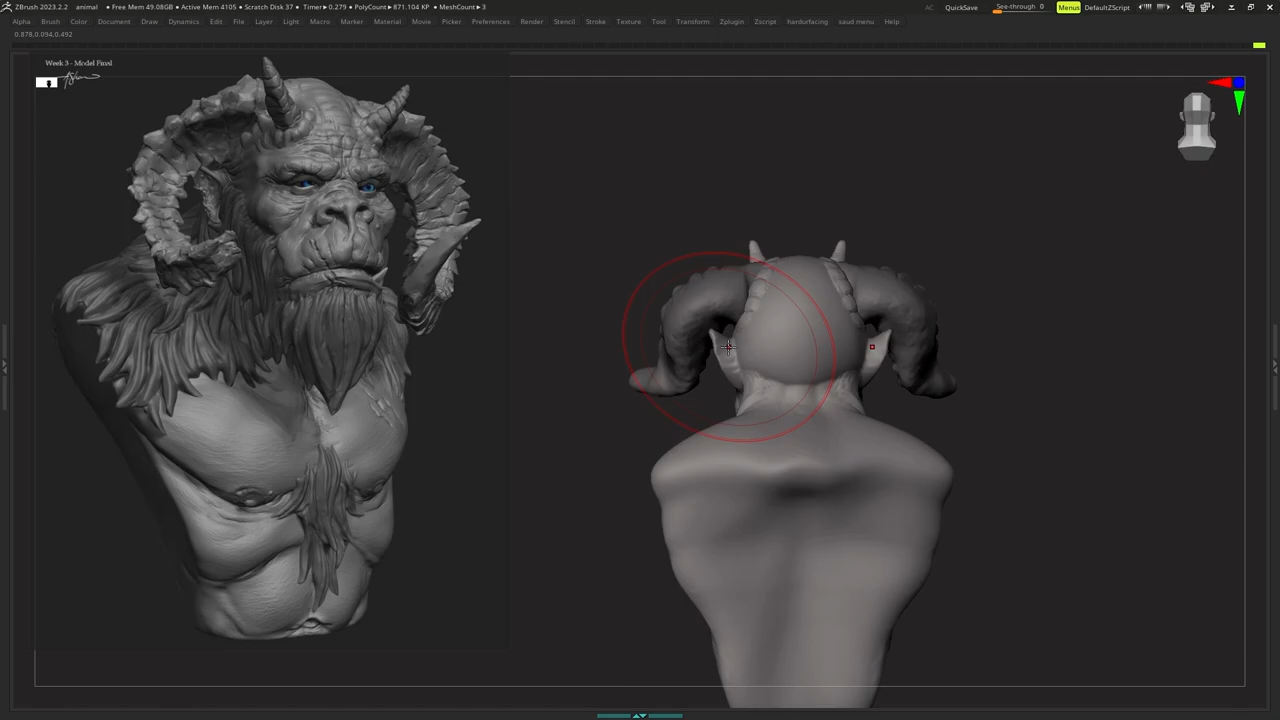 ZBrush 2023.2.2 animal • Free Mem 49.08GB • Active Mem 4105 • Scratch Disk 37 • Timer▸0.279 • PolyCount▸871.104 KP • MeshCount▸3 AC QuickSave See-through 0 Menus DefaultZScript
Alpha Brush Color Document Draw Dynamics Edit File Layer Light Macro Marker Material Movie Picker Preferences Render Stencil Stroke Texture Tool Transform Zplugin Zscript hardurfacing saud menu Help
0.878,0.094,0.492
Week 3 - Model Final